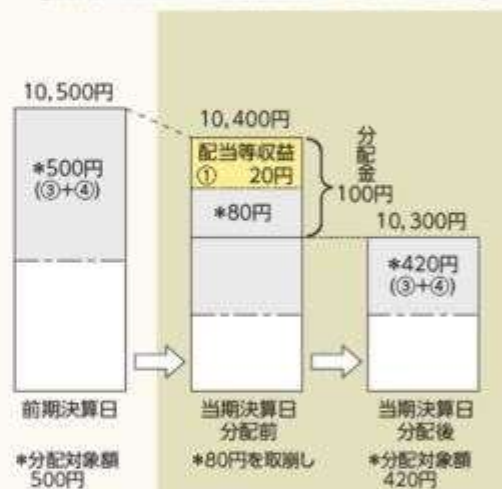 10,500円
*500円
(③+④)
前期決算日
*分配対象額
500円
10,400円
配当等収益
① 20円
*80円
分配金
100円
当期決算日
分配前
*80円を取崩し
10,300円
*420円
(③+④)
当期決算日
分配後
*分配対象額
420円